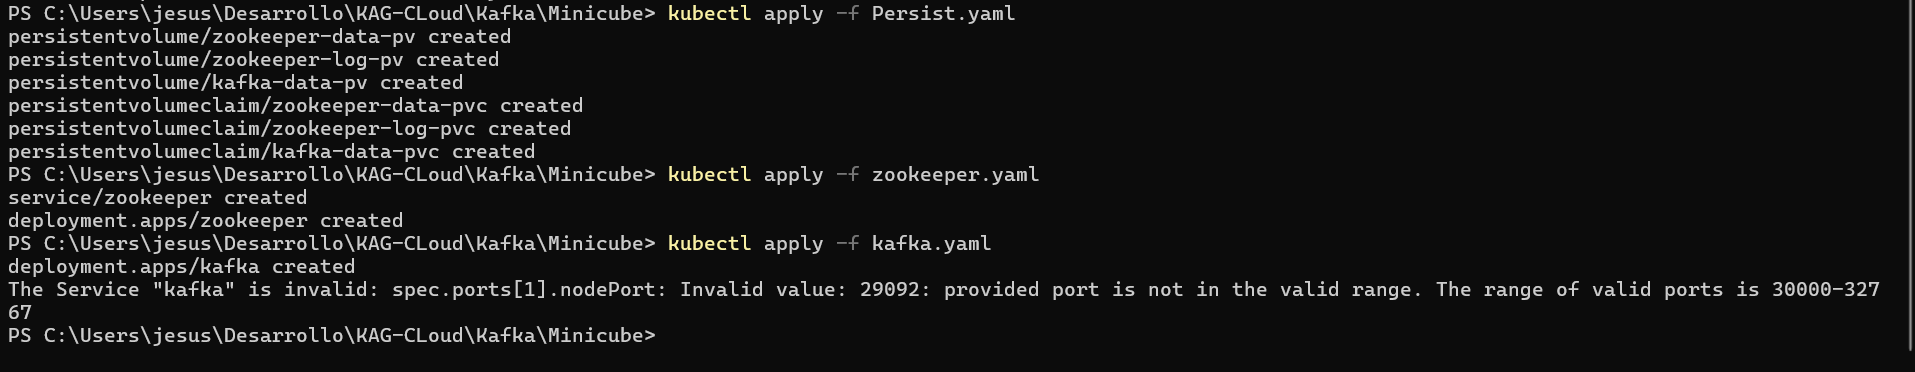 PS C:\Users\jesus\Desarrollo\KAG-CLoud\Kafka\Minicube> kubectl apply -f Persist.yaml
persistentvolume/zookeeper-data-pv created
persistentvolume/zookeeper-log-pv created
persistentvolume/kafka-data-pv created
persistentvolumeclaim/zookeeper-data-pvc created
persistentvolumeclaim/zookeeper-log-pvc created
persistentvolumeclaim/kafka-data-pvc created
PS C:\Users\jesus\Desarrollo\KAG-CLoud\Kafka\Minicube> kubectl apply -f zookeeper.yaml
service/zookeeper created
deployment.apps/zookeeper created
PS C:\Users\jesus\Desarrollo\KAG-CLoud\Kafka\Minicube> kubectl apply -f kafka.yaml
deployment.apps/kafka created
The Service "kafka" is invalid: spec.ports[1].nodePort: Invalid value: 29092: provided port is not in the valid range. The range of valid ports is 30000-327
67
PS C:\Users\jesus\Desarrollo\KAG-CLoud\Kafka\Minicube>